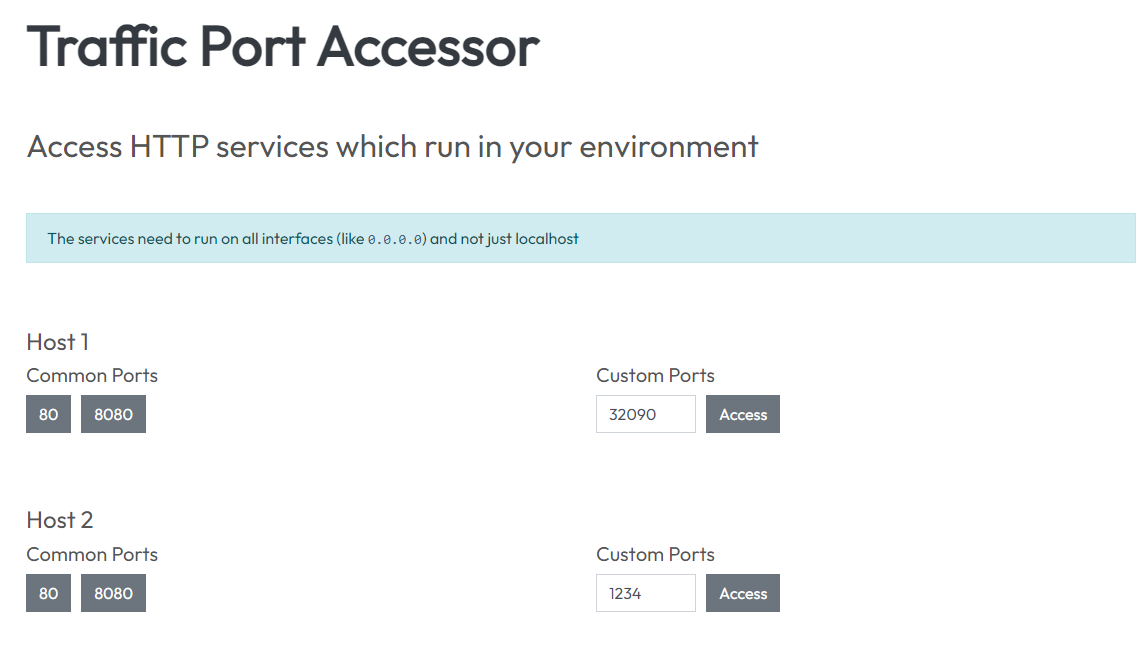 Traffic Port Accessor
Access HTTP services which run in your environment
The services need to run on all interfaces (like 0.0.0.0) and not just localhost
Host 1
Common Ports
Custom Ports
80 8080
32090 Access
Host 2
Common Ports
Custom Ports
80 8080
1234 Access